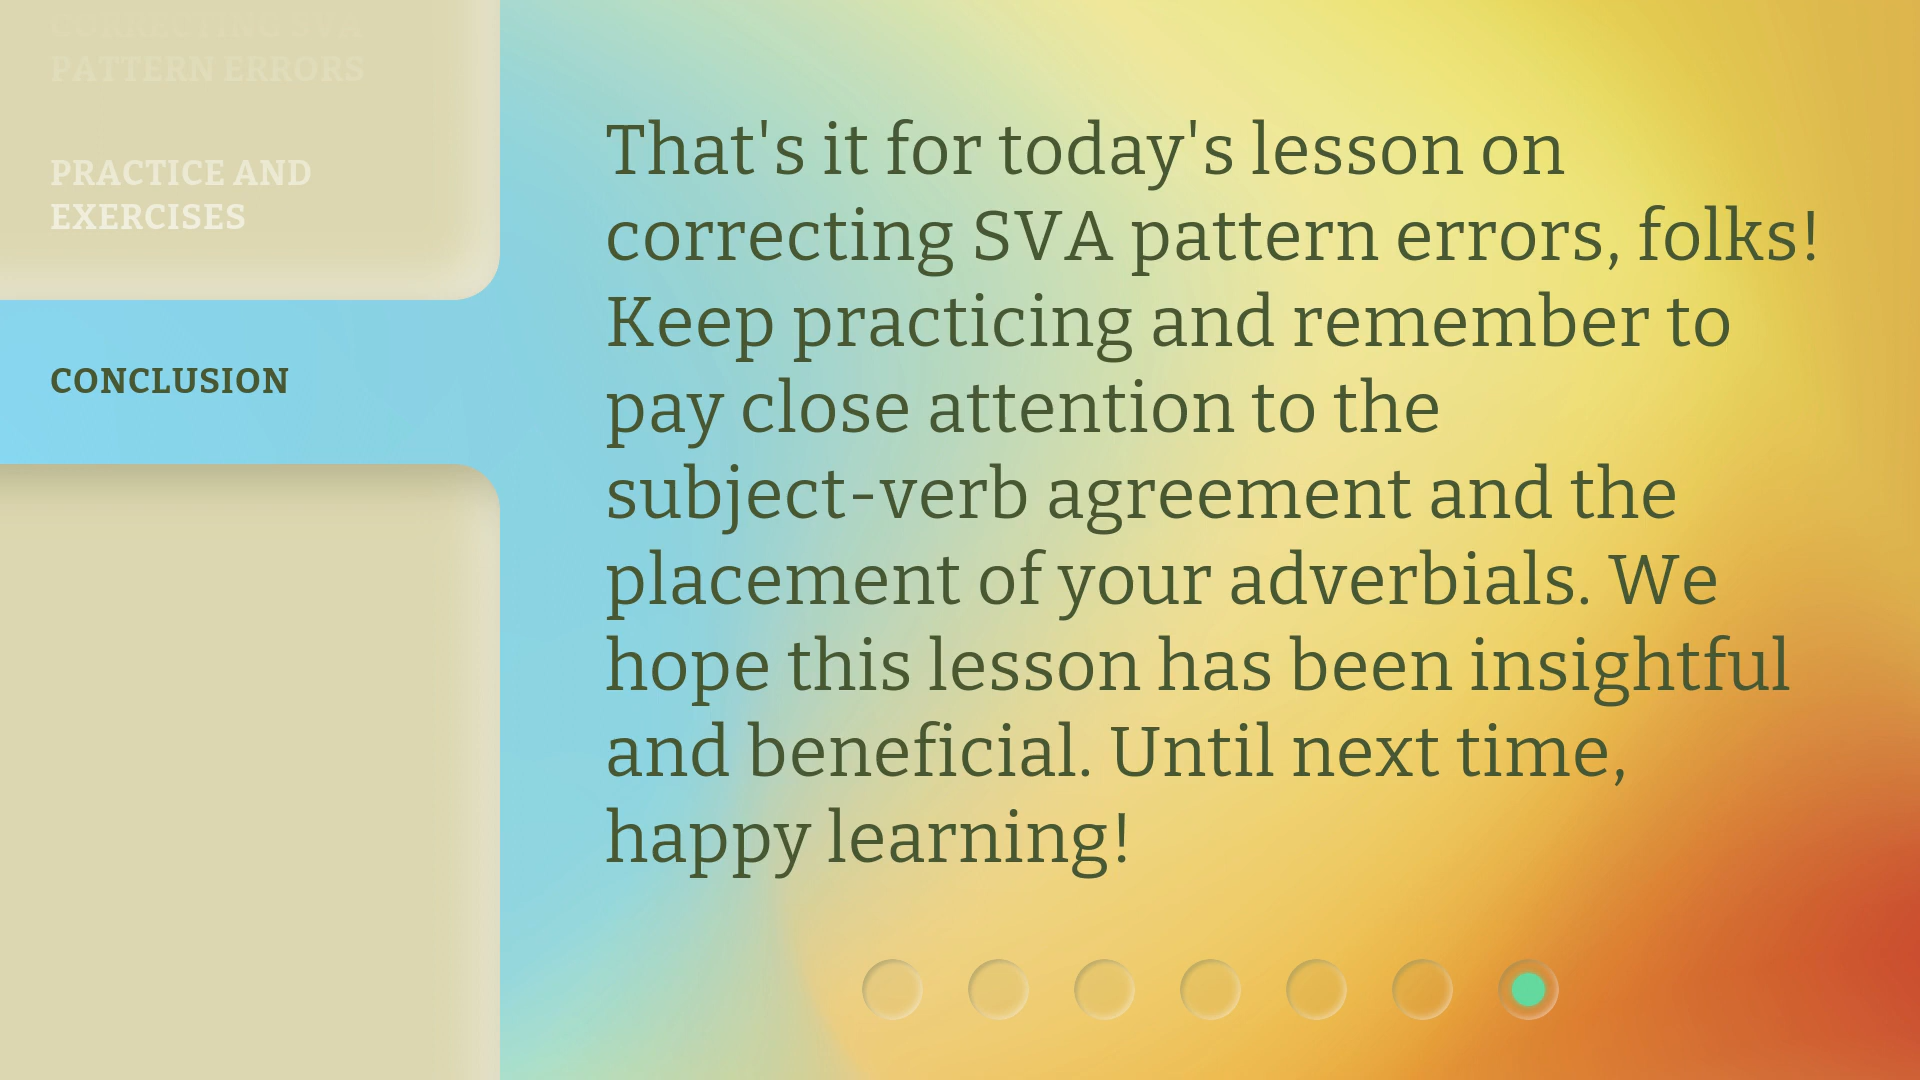 CORRECTING SVA
PATTERN ERRORS
PRACTICE AND
EXERCISES
CONCLUSION
That's it for today's lesson on
correcting SVA pattern errors, folks!
Keep practicing and remember to
pay close attention to the
subject-verb agreement and the
placement of your adverbials. We
hope this lesson has been insightful
and beneficial. Until next time,
happy learning!